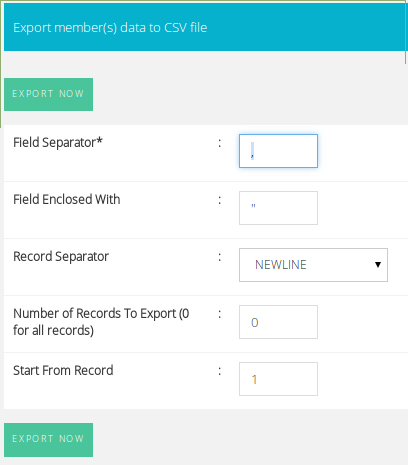 Export member(s) data to CSV file
EXPORT NOW
Field Separator* : ,
Field Enclosed With : "
Record Separator : NEWLINE
Number of Records To Export (0 : 0
for all records)
Start From Record : 1
EXPORT NOW